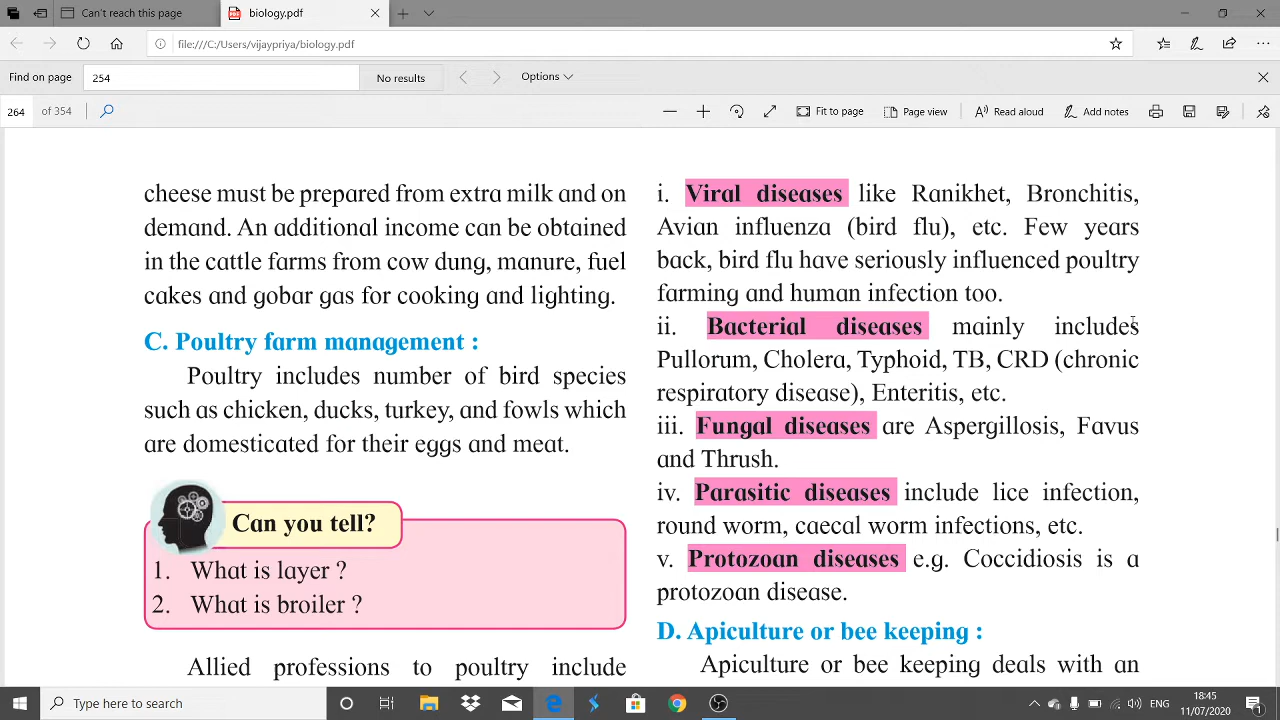 Can't reach this page
biology.pdf
file:///C:/Users/vijaypriya/biology.pdf
Find on page
254
No results
Options
264
of 354
Fit to page
Page view
Read aloud
Add notes
cheese must be prepared from extra milk and on
demand. An additional income can be obtained
in the cattle farms from cow dung, manure, fuel
cakes and gobar gas for cooking and lighting.
C. Poultry farm management :
Poultry includes number of bird species
such as chicken, ducks, turkey, and fowls which
are domesticated for their eggs and meat.
Can you tell?
1. What is layer ?
2. What is broiler ?
Allied professions to poultry include
i. Viral diseases like Ranikhet, Bronchitis,
Avian influenza (bird flu), etc. Few years
back, bird flu have seriously influenced poultry
farming and human infection too.
ii. Bacterial diseases mainly includes
Pullorum, Cholera, Typhoid, TB, CRD (chronic
respiratory disease), Enteritis, etc.
iii. Fungal diseases are Aspergillosis, Favus
and Thrush.
iv. Parasitic diseases include lice infection,
round worm, caecal worm infections, etc.
v. Protozoan diseases e.g. Coccidiosis is a
protozoan disease.
D. Apiculture or bee keeping :
Apiculture or bee keeping deals with an
Type here to search
ENG
18:45
11/07/2020